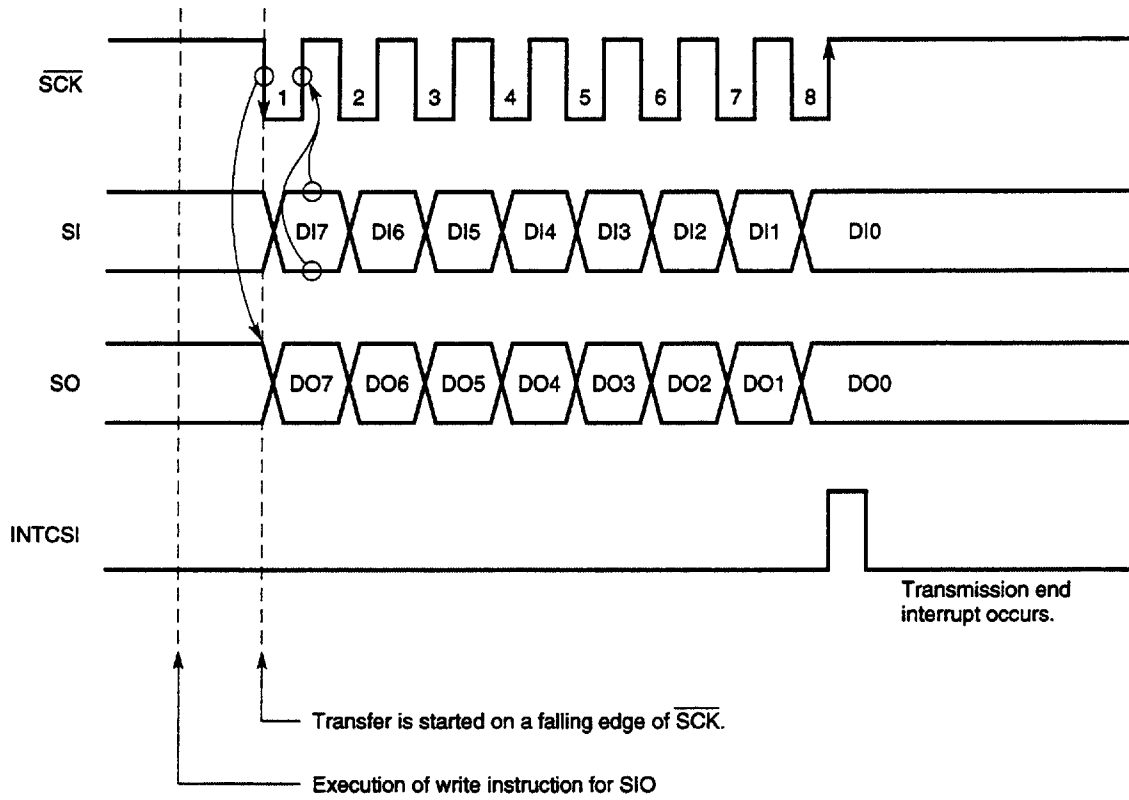 S̅C̅K̅
1 2 3 4 5 6 7 8
SI
DI7 DI6 DI5 DI4 DI3 DI2 DI1 DI0
SO
DO7 DO6 DO5 DO4 DO3 DO2 DO1 DO0
INTCSI
Transmission end
interrupt occurs.
Transfer is started on a falling edge of S̅C̅K̅.
Execution of write instruction for SIO